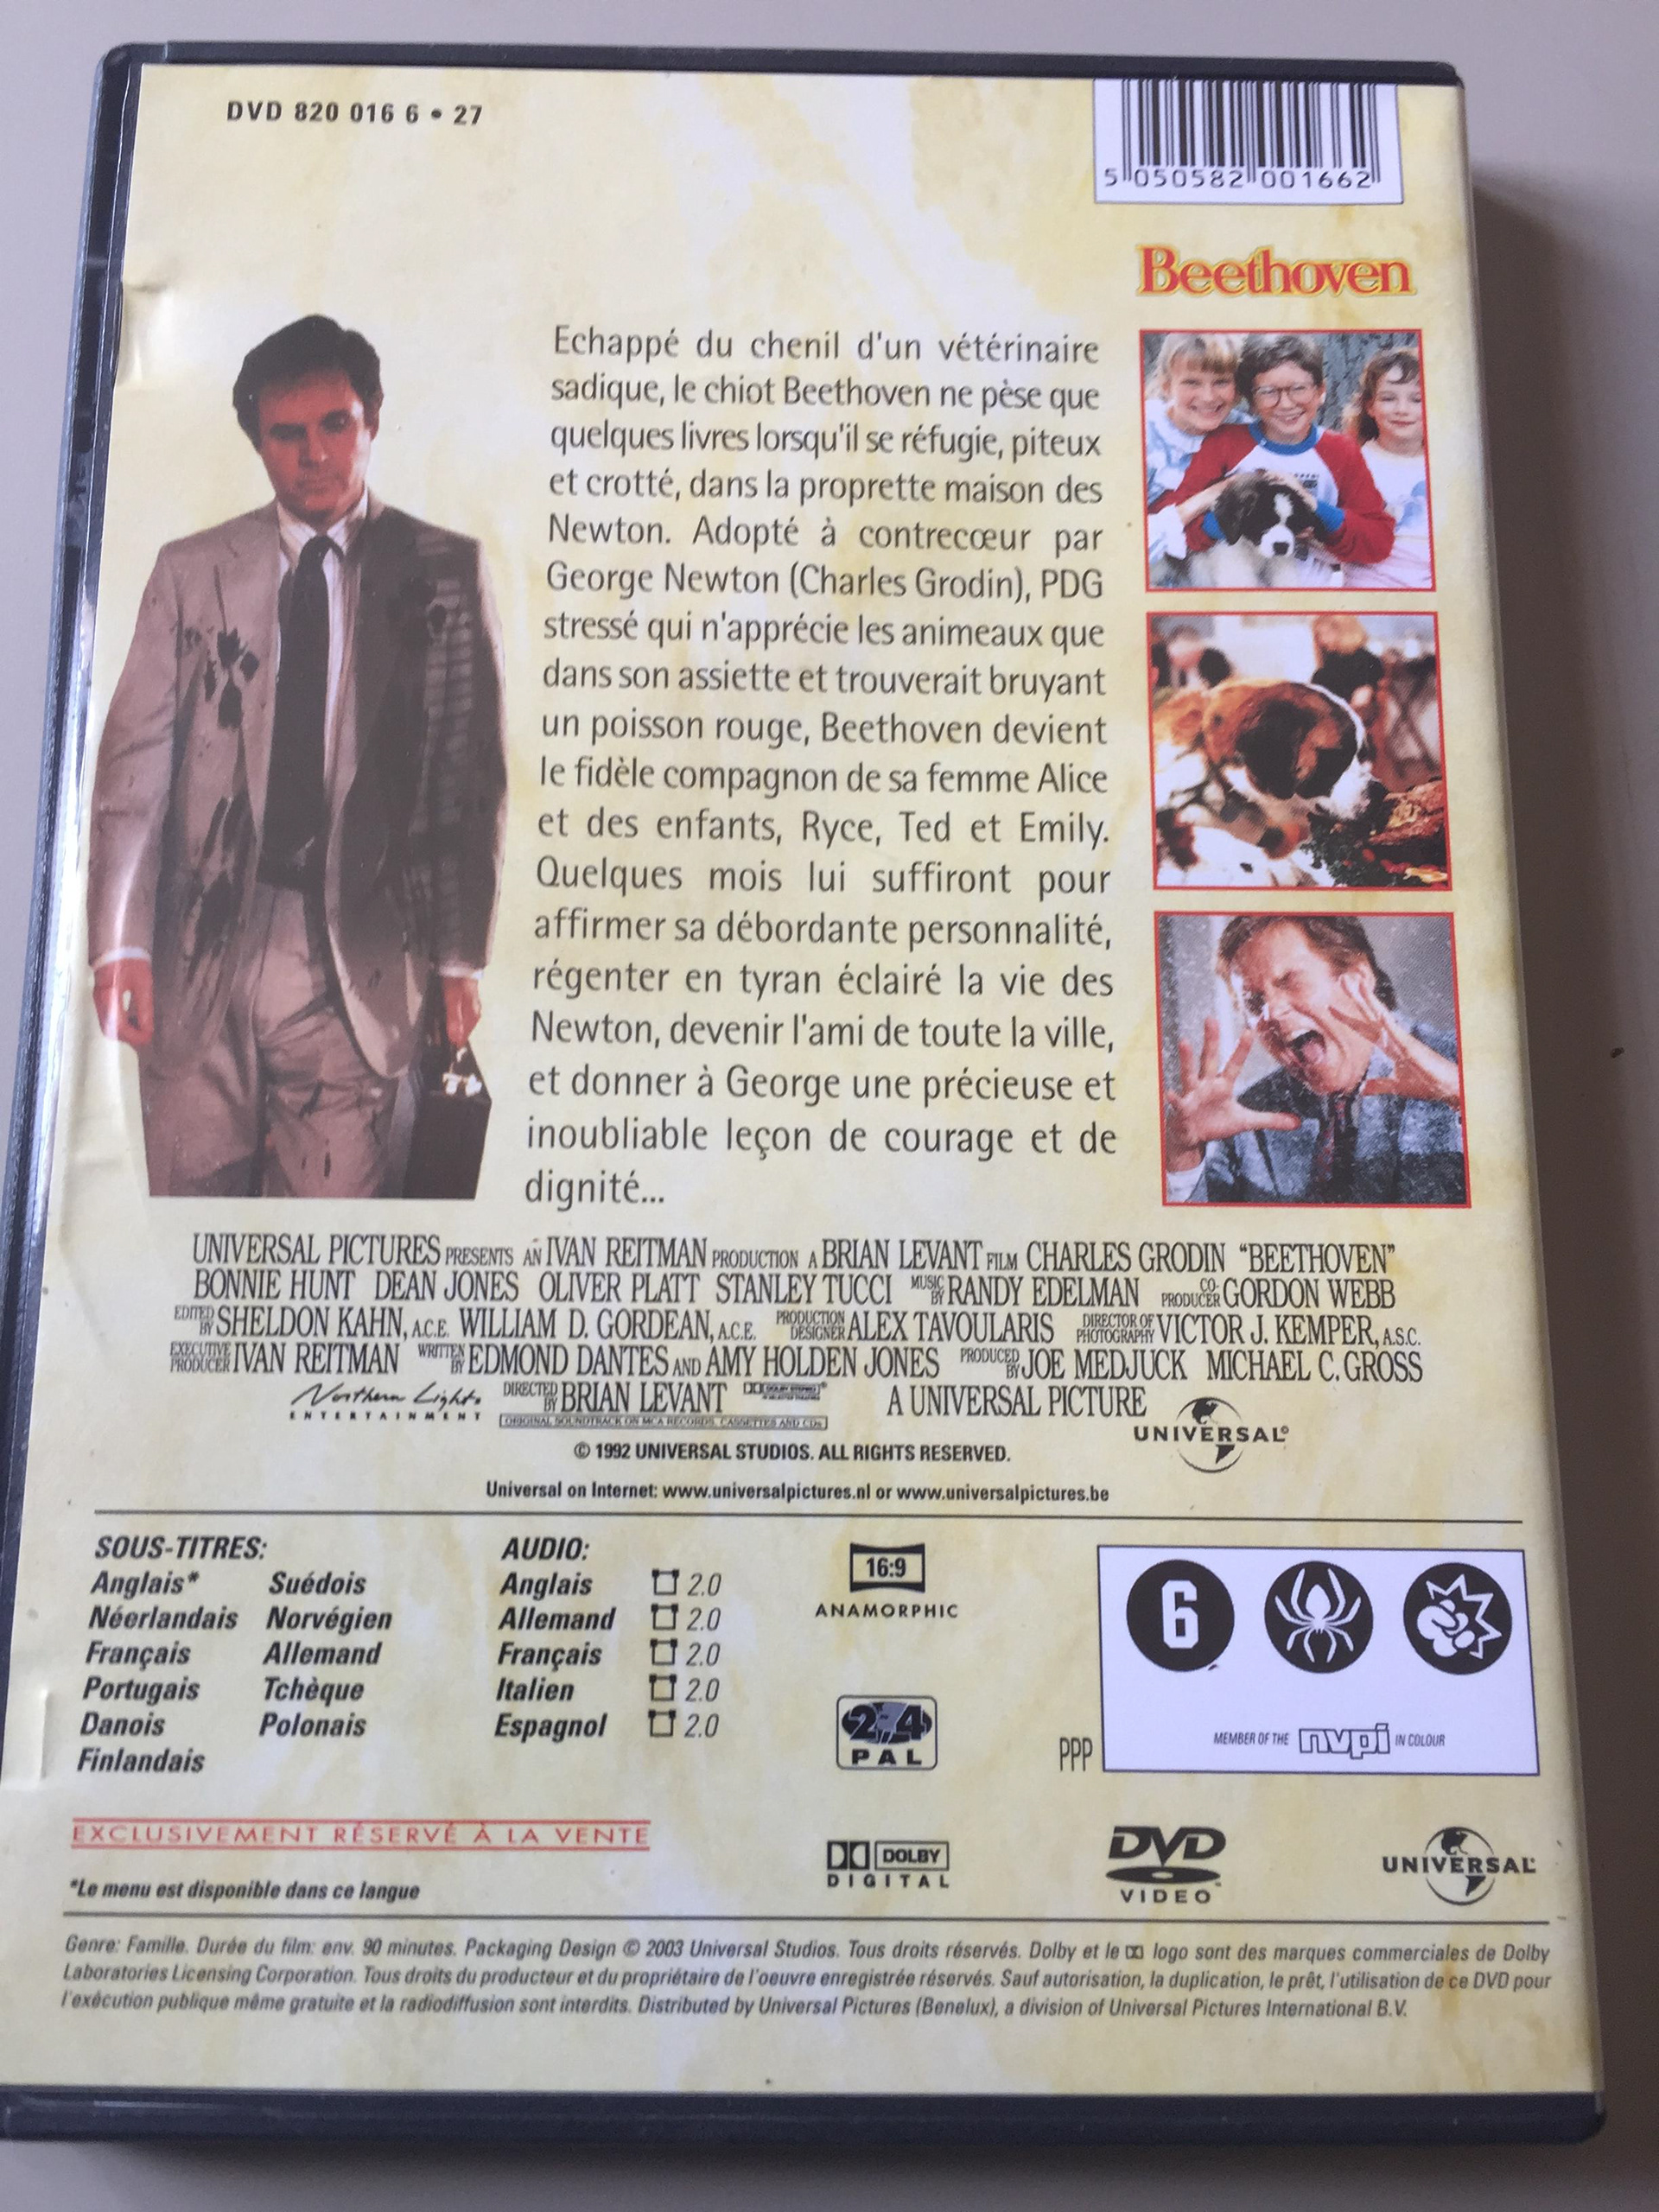 DVD 820 016 6 • 27
5 050582 001662
Beethoven
Echappé du chenil d'un vétérinaire
sadique, le chiot Beethoven ne pèse que
quelques livres lorsqu'il se réfugie, piteux
et crotté, dans la proprette maison des
Newton. Adopté à contrecœur par
George Newton (Charles Grodin), PDG
stressé qui n'apprécie les animeaux que
dans son assiette et trouverait bruyant
un poisson rouge, Beethoven devient
le fidèle compagnon de sa femme Alice
et des enfants, Ryce, Ted et Emily.
Quelques mois lui suffiront pour
affirmer sa débordante personnalité,
régenter en tyran éclairé la vie des
Newton, devenir l'ami de toute la ville,
et donner à George une précieuse et
inoubliable leçon de courage et de
dignité...
UNIVERSAL PICTURES PRESENTS AN IVAN REITMAN PRODUCTION A BRIAN LEVANT FILM CHARLES GRODIN “BEETHOVEN”
BONNIE HUNT DEAN JONES OLIVER PLATT STANLEY TUCCI MUSIC BY RANDY EDELMAN CO-PRODUCER GORDON WEBB
EDITED BY SHELDON KAHN, A.C.E. WILLIAM D. GORDEAN, A.C.E. PRODUCTION DESIGNER ALEX TAVOULARIS DIRECTOR OF PHOTOGRAPHY VICTOR J. KEMPER, A.S.C.
EXECUTIVE PRODUCER IVAN REITMAN WRITTEN BY EDMOND DANTES AND AMY HOLDEN JONES PRODUCED BY JOE MEDJUCK MICHAEL C. GROSS
Northern Lights ENTERTAINMENT DIRECTED BY BRIAN LEVANT DOLBY STEREO A UNIVERSAL PICTURE
ORIGINAL SOUNDTRACK ON MCA RECORDS, CASSETTES AND CDs
UNIVERSAL
© 1992 UNIVERSAL STUDIOS. ALL RIGHTS RESERVED.
Universal on Internet: www.universalpictures.nl or www.universalpictures.be
SOUS-TITRES:
Anglais* Suédois
Néerlandais Norvégien
Français Allemand
Portugais Tchèque
Danois Polonais
Finlandais
AUDIO:
Anglais 2.0
Allemand 2.0
Français 2.0
Italien 2.0
Espagnol 2.0
16:9
ANAMORPHIC
2 4
PAL
PPP
6
MEMBER OF THE nvpi IN COLOUR
EXCLUSIVEMENT RÉSERVÉ À LA VENTE
*Le menu est disponible dans ce langue
DOLBY
DIGITAL
DVD
VIDEO
UNIVERSAL
Genre: Famille. Durée du film: env. 90 minutes. Packaging Design © 2003 Universal Studios. Tous droits réservés. Dolby et le logo sont des marques commerciales de Dolby
Laboratories Licensing Corporation. Tous droits du producteur et du propriétaire de l'oeuvre enregistrée réservés. Sauf autorisation, la duplication, le prêt, l'utilisation de ce DVD pour
l'exécution publique même gratuite et la radiodiffusion sont interdits. Distributed by Universal Pictures (Benelux), a division of Universal Pictures International B.V.